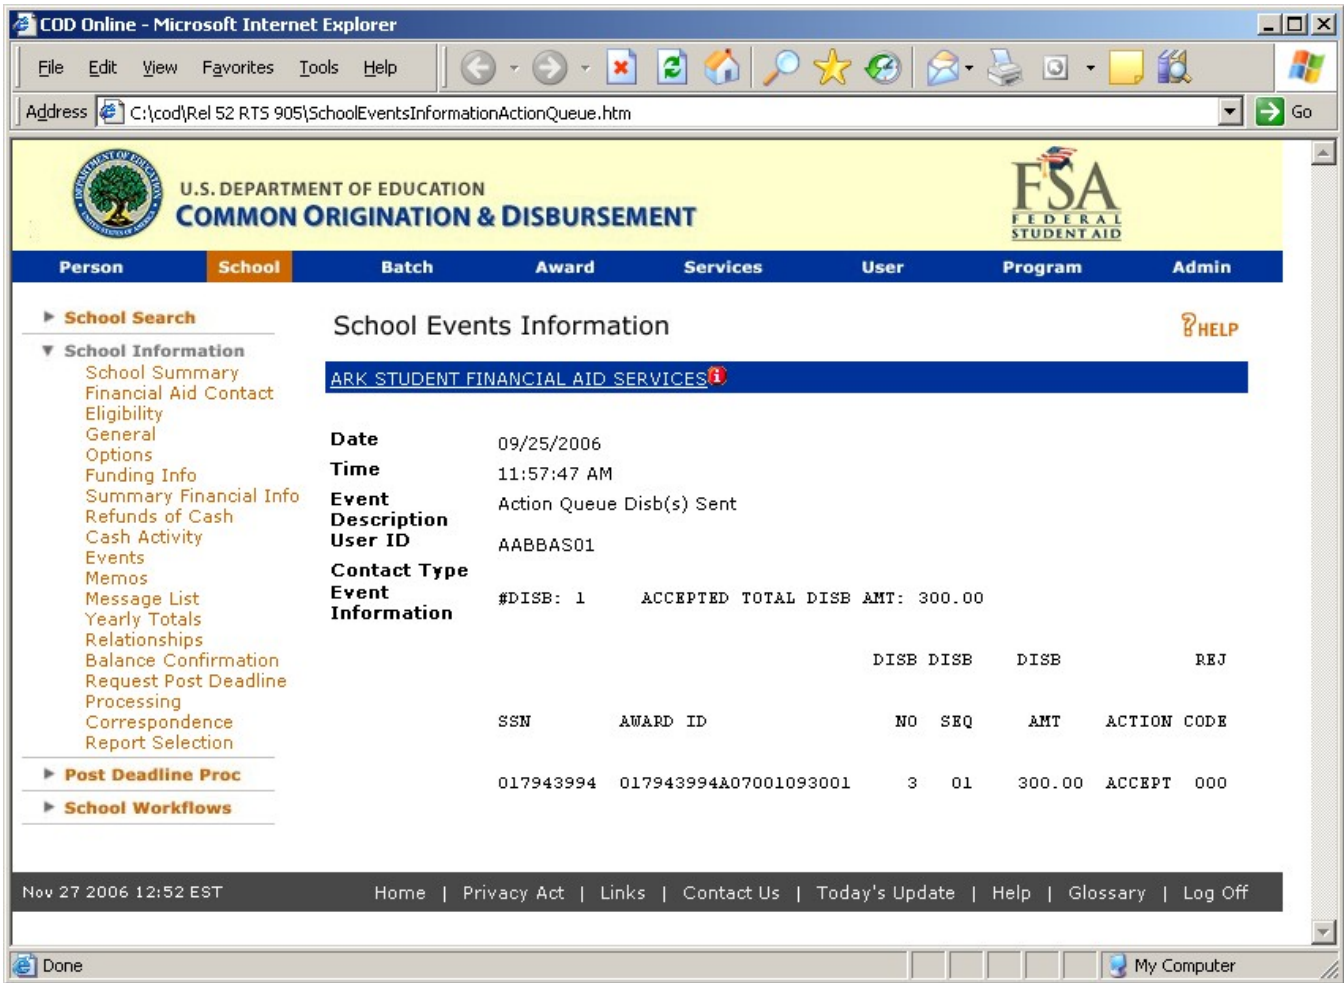 COD Online - Microsoft Internet Explorer
File Edit View Favorites Tools Help
Address C:\cod\Rel 52 RTS 905\SchoolEventsInformationActionQueue.htm Go
U.S. DEPARTMENT OF EDUCATION
COMMON ORIGINATION & DISBURSEMENT
FSA
FEDERAL
STUDENT AID
Person School Batch Award Services User Program Admin
School Search
School Information
School Summary
Financial Aid Contact
Eligibility
General
Options
Funding Info
Summary Financial Info
Refunds of Cash
Cash Activity
Events
Memos
Message List
Yearly Totals
Relationships
Balance Confirmation
Request Post Deadline
Processing
Correspondence
Report Selection
Post Deadline Proc
School Workflows
School Events Information
? HELP
ARK STUDENT FINANCIAL AID SERVICES
Date 09/25/2006
Time 11:57:47 AM
Event Description Action Queue Disb(s) Sent
User ID AABBAS01
Contact Type
Event Information #DISB: 1 ACCEPTED TOTAL DISB AMT: 300.00
DISB DISB DISB REJ
SSN AWARD ID NO SEQ AMT ACTION CODE
017943994 017943994A07001093001 3 01 300.00 ACCEPT 000
Nov 27 2006 12:52 EST Home | Privacy Act | Links | Contact Us | Today's Update | Help | Glossary | Log Off
Done My Computer